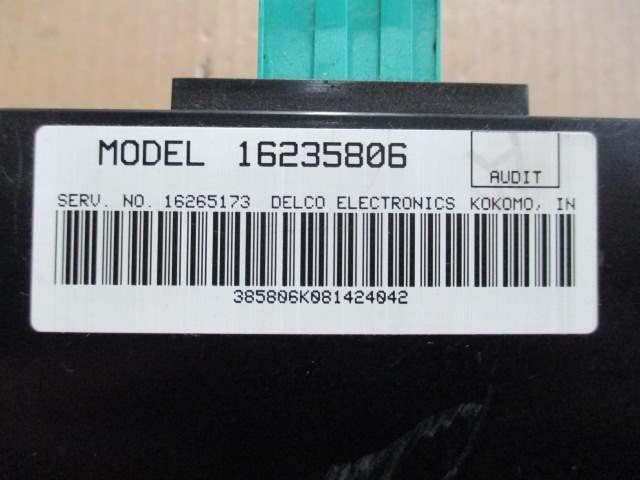 MODEL 16235806
AUDIT
SERV. NO. 16265173 DELCO ELECTRONICS KOKOMO, IN
385806K081424042